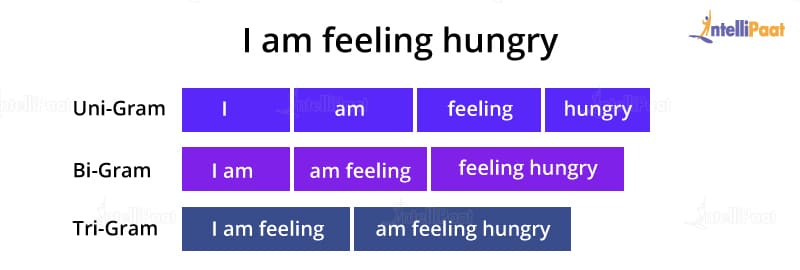 IntelliPaat
I am feeling hungry
Uni-Gram I am feeling hungry
Bi-Gram I am am feeling feeling hungry
Tri-Gram I am feeling am feeling hungry